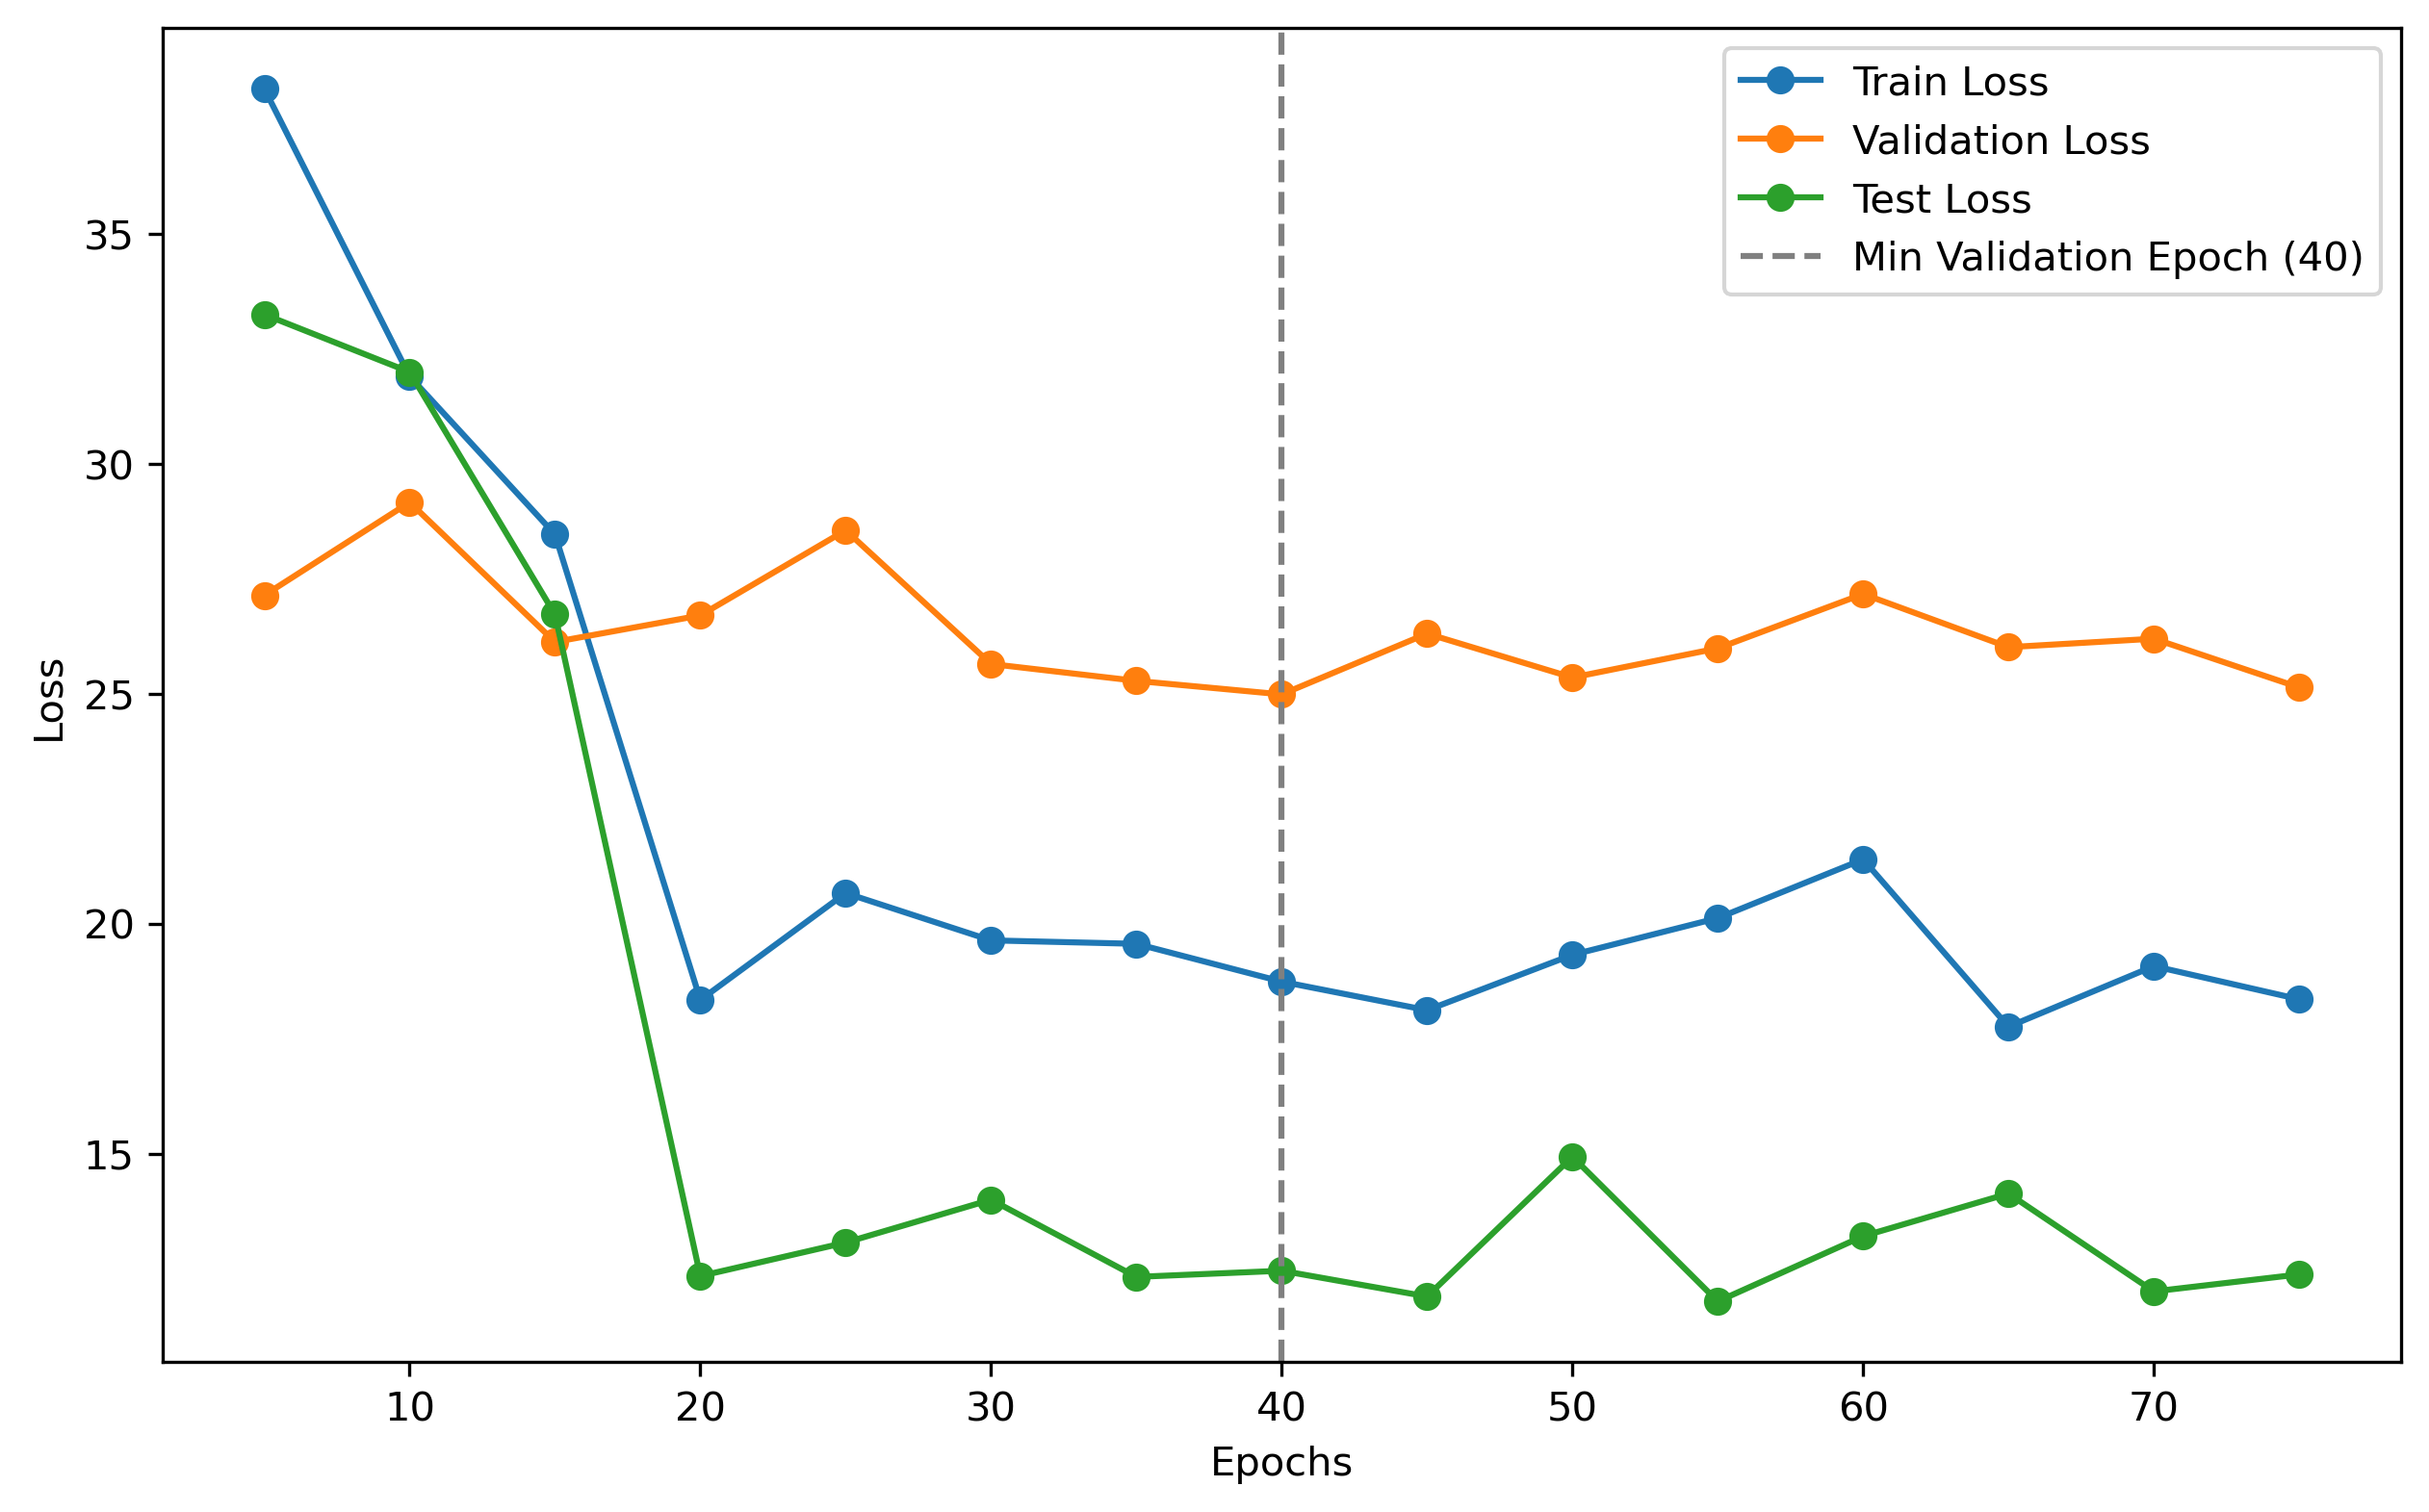 Train Loss
Validation Loss
Test Loss
Min Validation Epoch (40)
35
30
25
20
15
Loss
10 20 30 40 50 60 70
Epochs